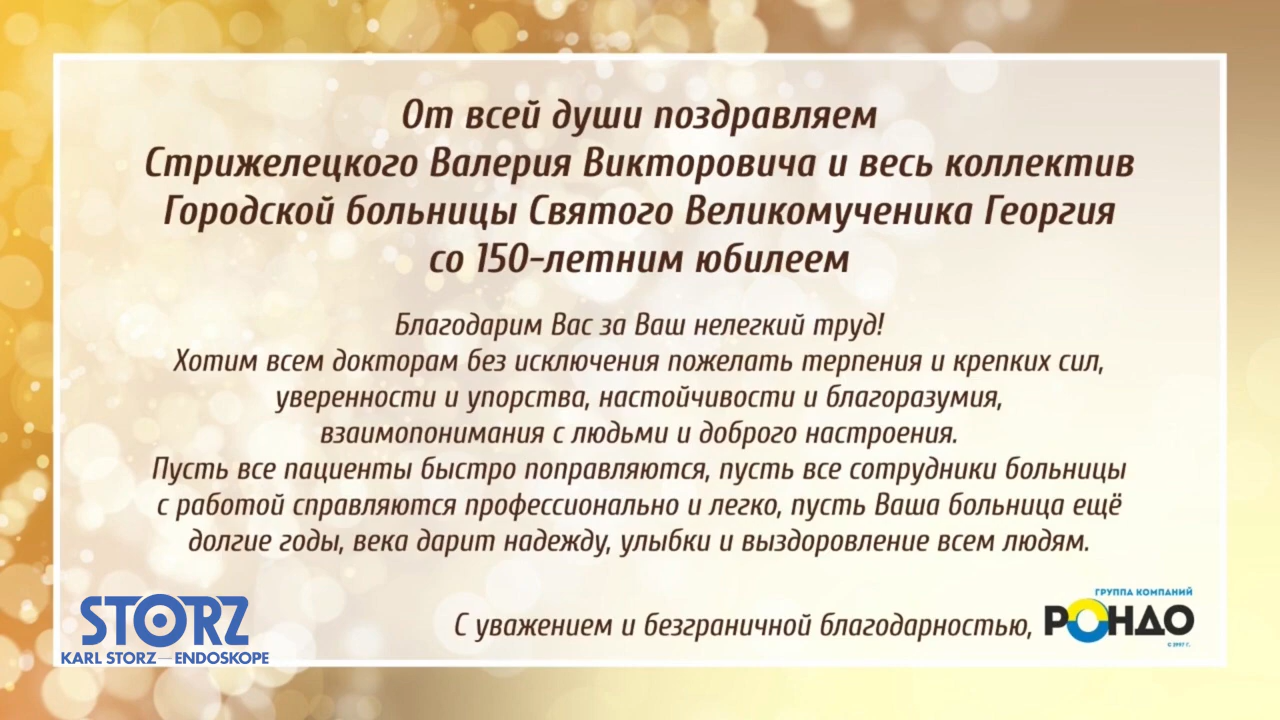 От всей души поздравляем
Стрижелецкого Валерия Викторовича и весь коллектив
Городской больницы Святого Великомученика Георгия
со 150-летним юбилеем
Благодарим Вас за Ваш нелегкий труд!
Хотим всем докторам без исключения пожелать терпения и крепких сил,
уверенности и упорства, настойчивости и благоразумия,
взаимопонимания с людьми и доброго настроения.
Пусть все пациенты быстро поправляются, пусть все сотрудники больницы
с работой справляются профессионально и легко, пусть Ваша больница ещё
долгие годы, века дарит надежду, улыбки и выздоровление всем людям.
С уважением и безграничной благодарностью,
ГРУППА КОМПАНИЙ
РОНДО
© 1997 г.
STORZ
KARL STORZ—ENDOSKOPE